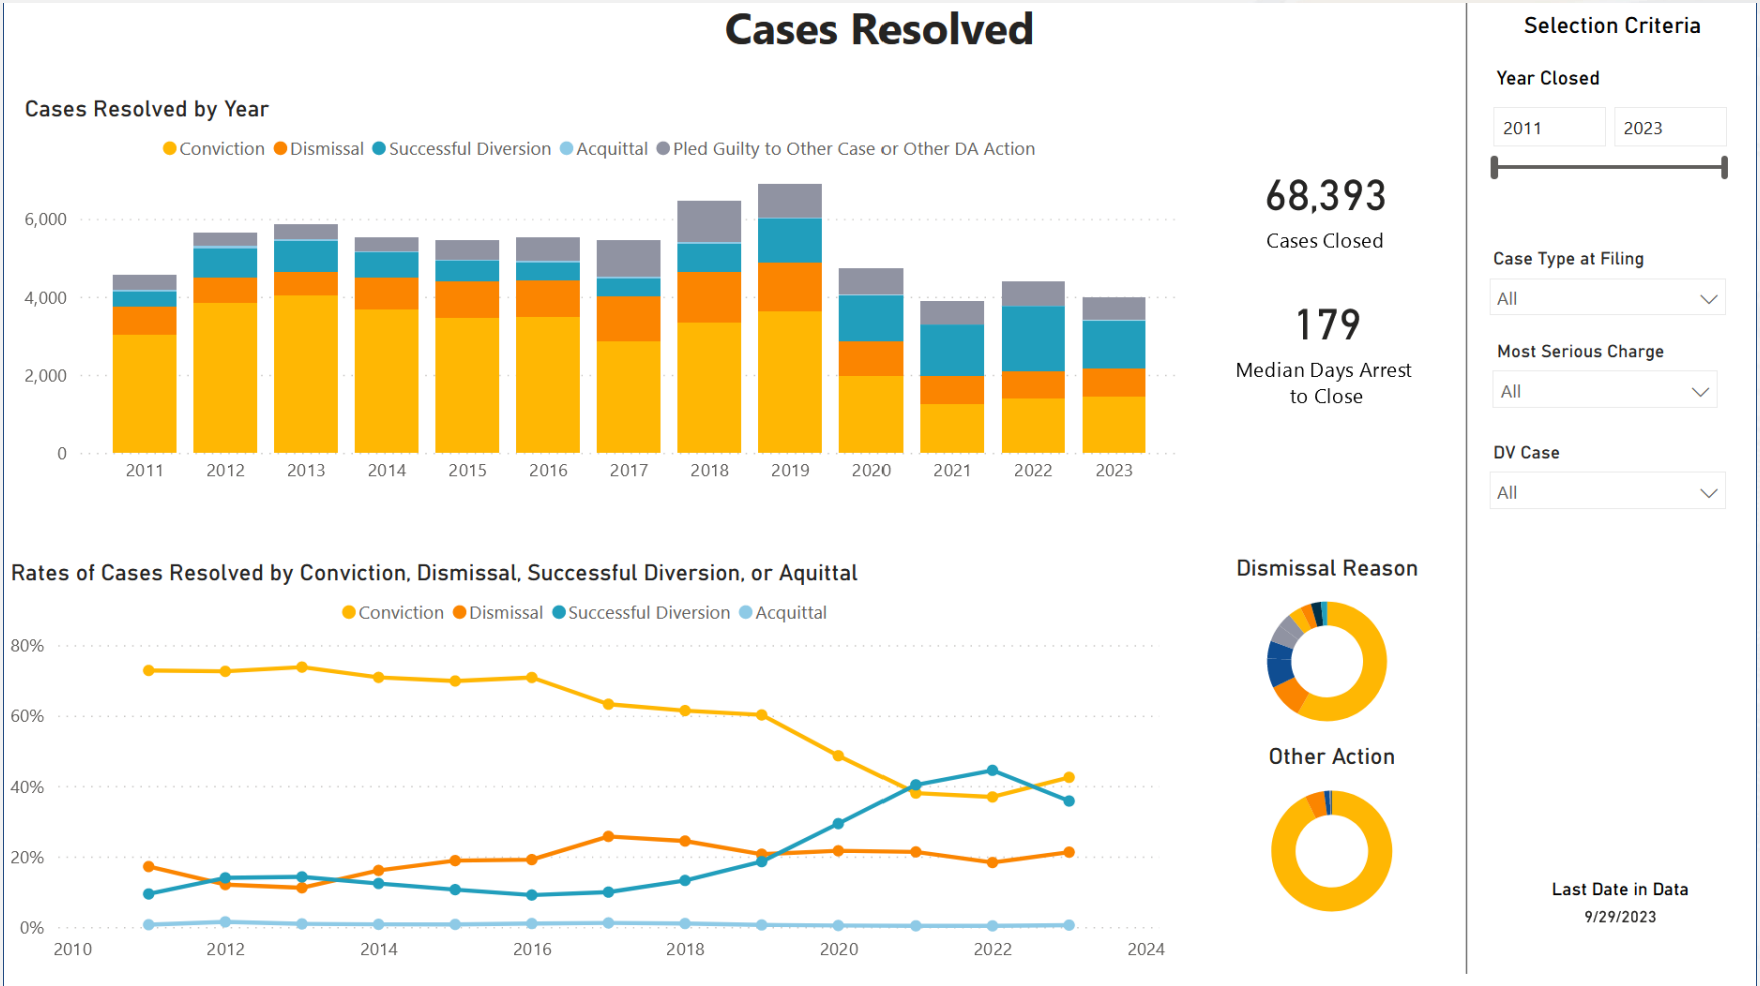 Cases Resolved
Cases Resolved by Year
Conviction Dismissal Successful Diversion Acquittal Pled Guilty to Other Case or Other DA Action
6,000
4,000
2,000
0
2011 2012 2013 2014 2015 2016 2017 2018 2019 2020 2021 2022 2023
68,393
Cases Closed
179
Median Days Arrest
to Close
Rates of Cases Resolved by Conviction, Dismissal, Successful Diversion, or Aquittal
Conviction Dismissal Successful Diversion Acquittal
80%
60%
40%
20%
0%
2010 2012 2014 2016 2018 2020 2022 2024
Dismissal Reason
Other Action
Selection Criteria
Year Closed
2011 2023
Case Type at Filing
All
Most Serious Charge
All
DV Case
All
Last Date in Data
9/29/2023